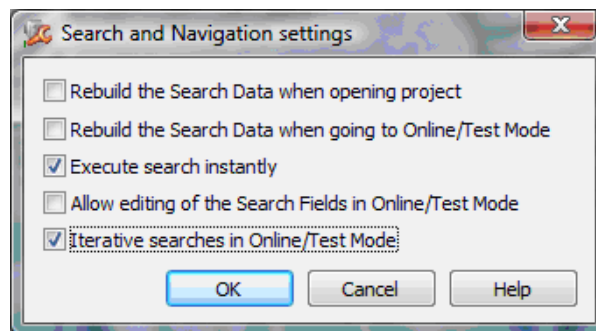 Search and Navigation settings
Rebuild the Search Data when opening project
Rebuild the Search Data when going to Online/Test Mode
Execute search instantly
Allow editing of the Search Fields in Online/Test Mode
Iterative searches in Online/Test Mode
OK Cancel Help